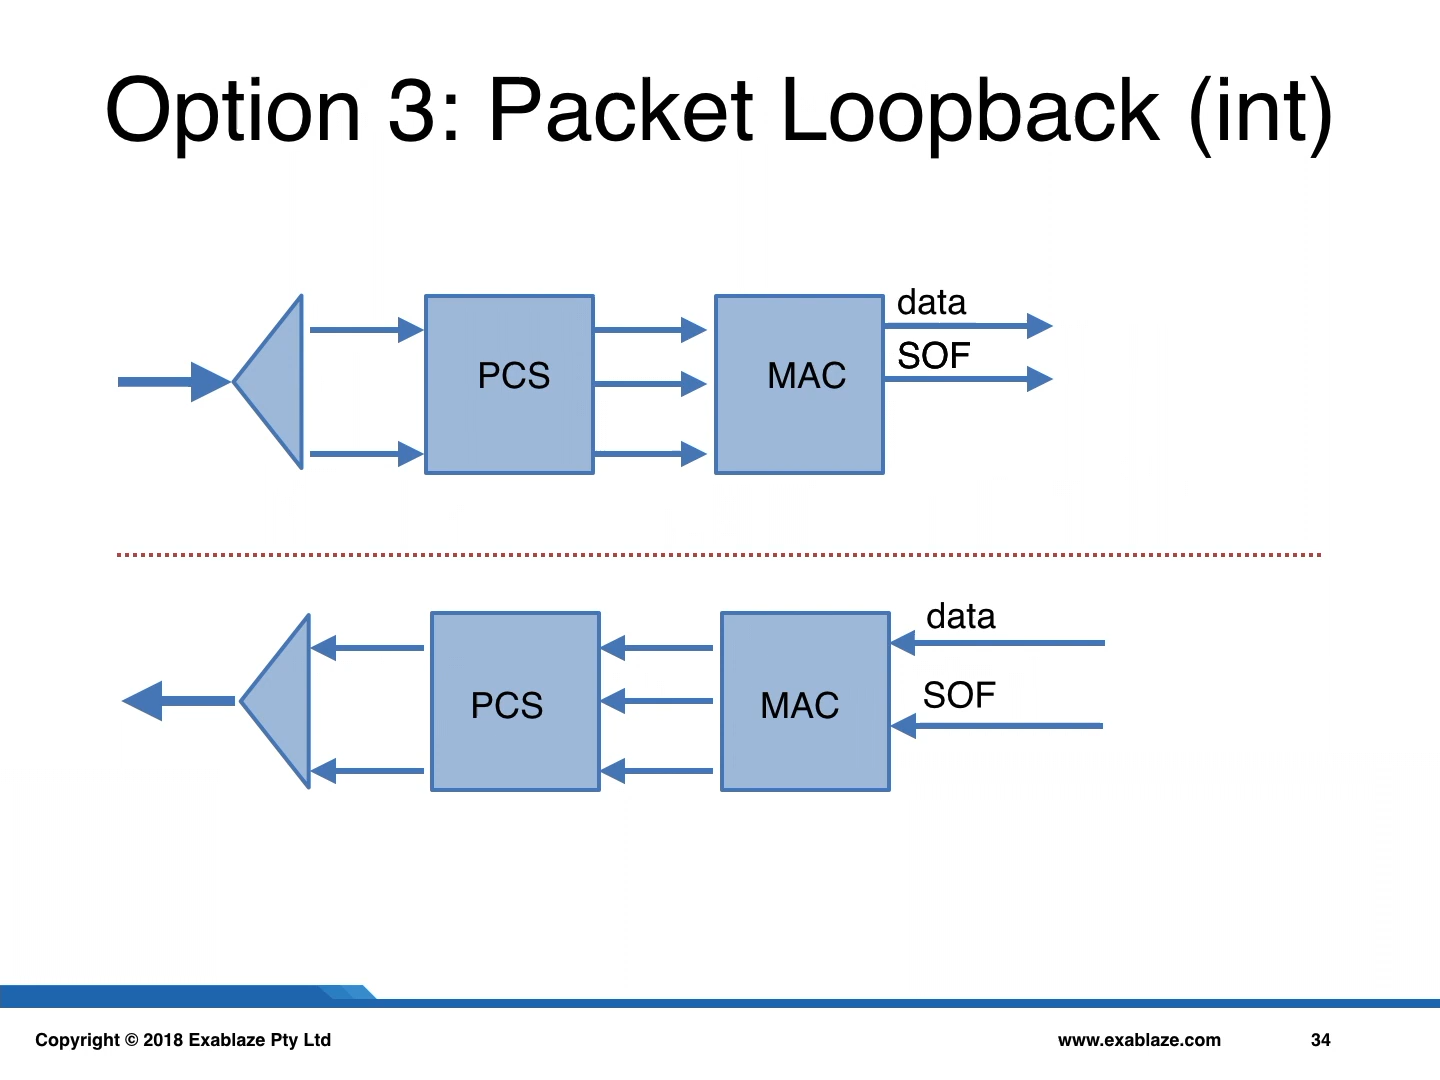 Option 3: Packet Loopback (int)
data
SOF
PCS
MAC
data
SOF
PCS
MAC
Copyright © 2018 Exablaze Pty Ltd
www.exablaze.com
34